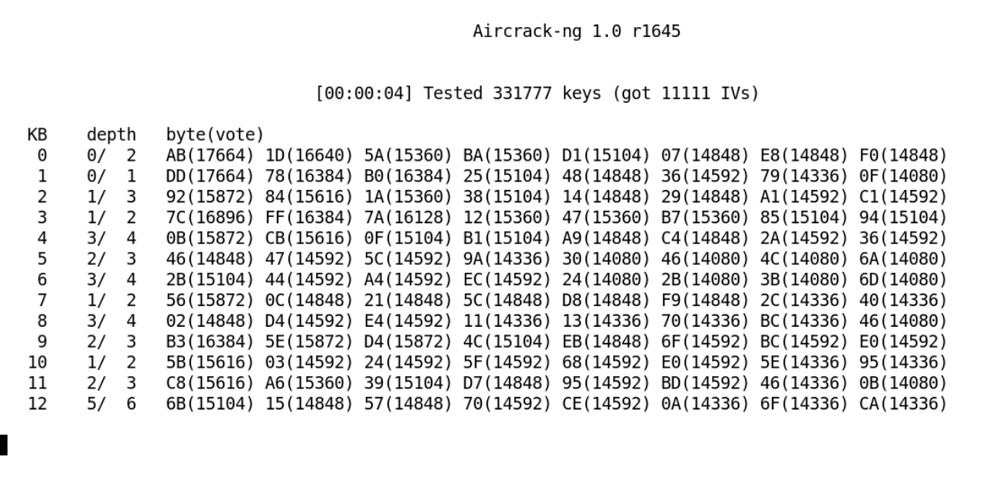 Aircrack-ng 1.0 r1645
[00:00:04] Tested 331777 keys (got 11111 IVs)
KB depth byte(vote)
0 0/ 2 AB(17664) 1D(16640) 5A(15360) BA(15360) D1(15104) 07(14848) E8(14848) F0(14848)
1 0/ 1 DD(17664) 78(16384) B0(16384) 25(15104) 48(14848) 36(14592) 79(14336) 0F(14080)
2 1/ 3 92(15872) 84(15616) 1A(15360) 38(15104) 14(14848) 29(14848) A1(14592) C1(14592)
3 1/ 2 7C(16896) FF(16384) 7A(16128) 12(15360) 47(15360) B7(15360) 85(15104) 94(15104)
4 3/ 4 0B(15872) CB(15616) 0F(15104) B1(15104) A9(14848) C4(14848) 2A(14592) 36(14592)
5 2/ 3 46(14848) 47(14592) 5C(14592) 9A(14336) 30(14080) 46(14080) 4C(14080) 6A(14080)
6 3/ 4 2B(15104) 44(14592) A4(14592) EC(14592) 24(14080) 2B(14080) 3B(14080) 6D(14080)
7 1/ 2 56(15872) 0C(14848) 21(14848) 5C(14848) D8(14848) F9(14848) 2C(14336) 40(14336)
8 3/ 4 02(14848) D4(14592) E4(14592) 11(14336) 13(14336) 70(14336) BC(14336) 46(14080)
9 2/ 3 B3(16384) 5E(15872) D4(15872) 4C(15104) EB(14848) 6F(14592) BC(14592) E0(14592)
10 1/ 2 5B(15616) 03(14592) 24(14592) 5F(14592) 68(14592) E0(14592) 5E(14336) 95(14336)
11 2/ 3 C8(15616) A6(15360) 39(15104) D7(14848) 95(14592) BD(14592) 46(14336) 0B(14080)
12 5/ 6 6B(15104) 15(14848) 57(14848) 70(14592) CE(14592) 0A(14336) 6F(14336) CA(14336)